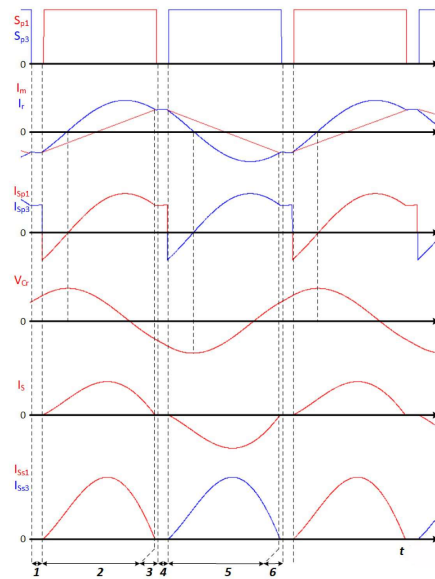 Sp1
Sp3
0
Im
Ir
0
ISp1
ISp3
0
VCr
0
IS
0
ISs1
ISs3
0
t
1 2 3 4 5 6